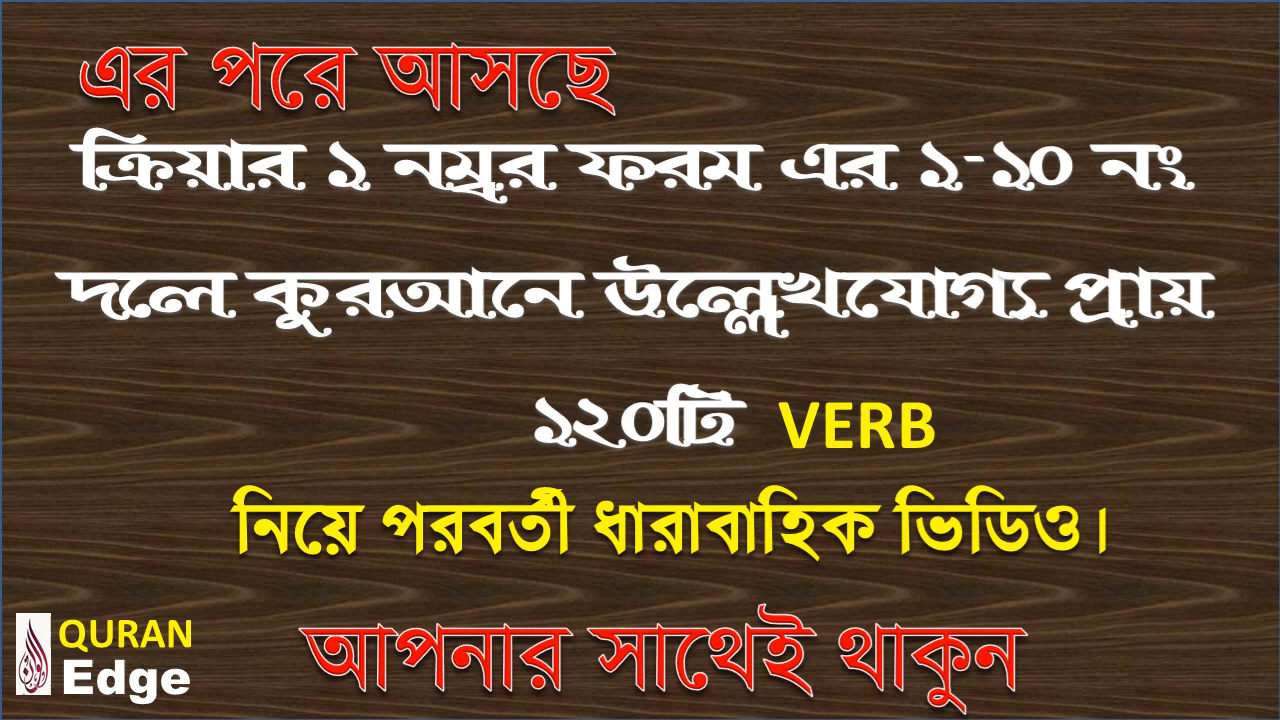 এর পরে আসছে
ক্রিয়ার ১ নম্বর ফরম এর ১-১০ নং
দলে কুরআনে উল্লেখযোগ্য প্রায়
১২০টি VERB
নিয়ে পরবর্তী ধারাবাহিক ভিডিও।
আপনার সাথেই থাকুন
QURAN
Edge